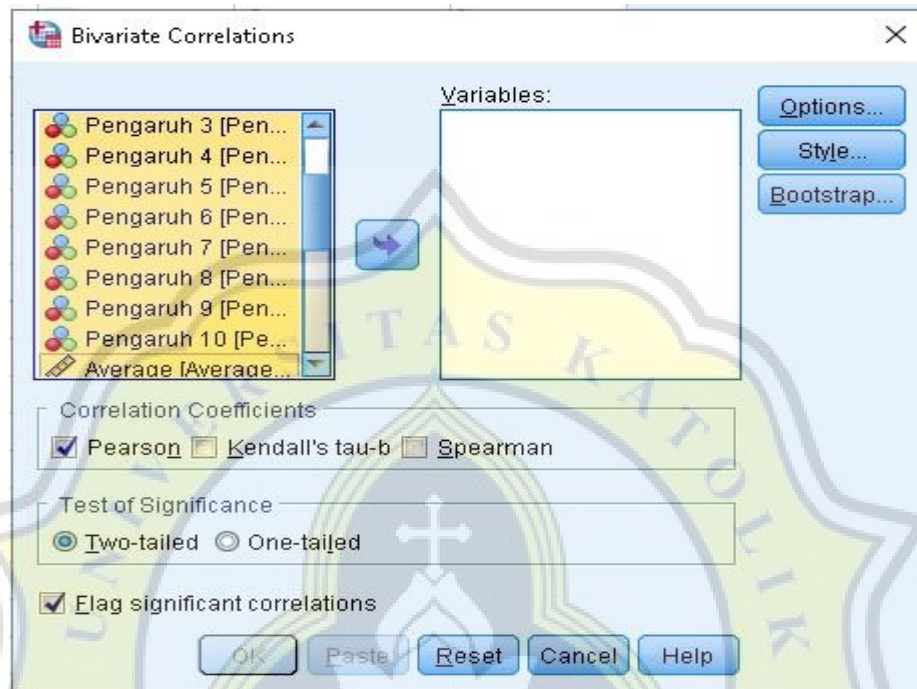 Bivariate Correlations
Variables:
Pengaruh 3 [Pen...
Pengaruh 4 [Pen...
Pengaruh 5 [Pen...
Pengaruh 6 [Pen...
Pengaruh 7 [Pen...
Pengaruh 8 [Pen...
Pengaruh 9 [Pen...
Pengaruh 10 [Pe...
Average [Average...
Options...
Style...
Bootstrap...
Correlation Coefficients
Pearson Kendall's tau-b Spearman
Test of Significance
Two-tailed One-tailed
Flag significant correlations
OK Paste Reset Cancel Help
UNIVERSITAS KATOLIK